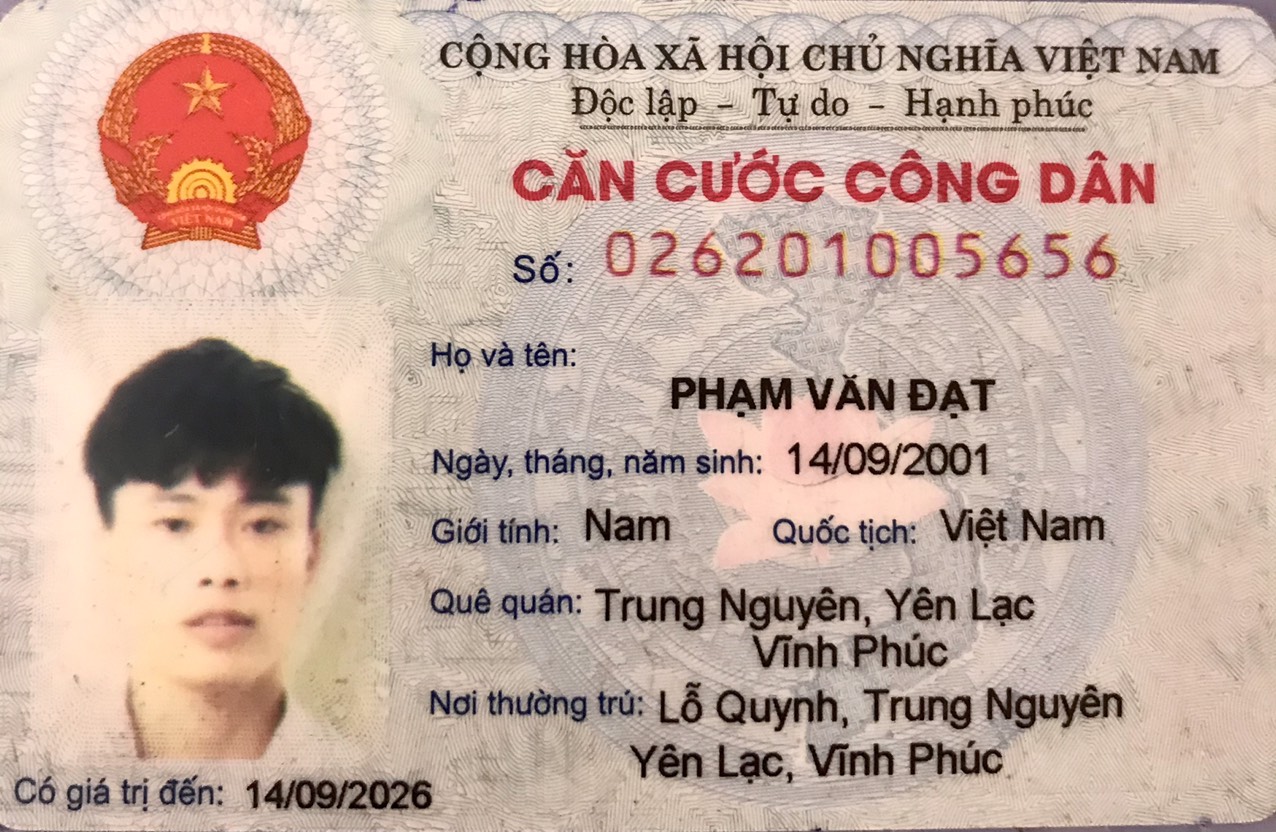 CỘNG HÒA XÃ HỘI CHỦ NGHĨA VIỆT NAM
Độc lập – Tự do – Hạnh phúc
CĂN CƯỚC CÔNG DÂN
Số: 026201005656
Họ và tên:
PHẠM VĂN ĐẠT
Ngày, tháng, năm sinh: 14/09/2001
Giới tính: Nam Quốc tịch: Việt Nam
Quê quán: Trung Nguyên, Yên Lạc
Vĩnh Phúc
Nơi thường trú: Lỗ Quynh, Trung Nguyên
Yên Lạc, Vĩnh Phúc
Có giá trị đến: 14/09/2026
VIỆT NAM